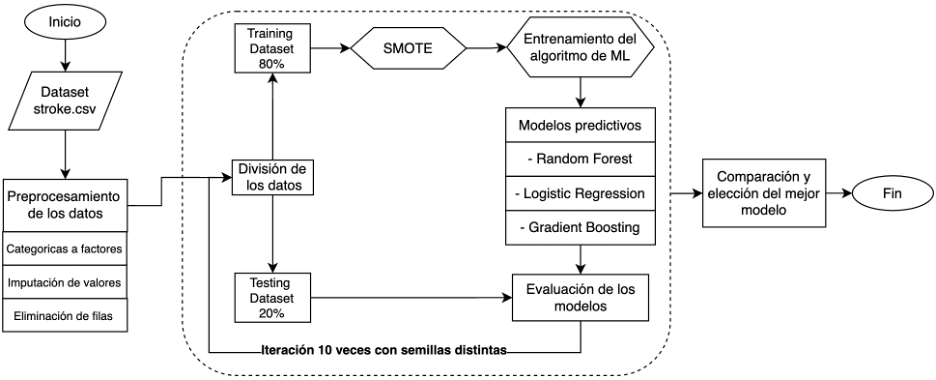 Inicio
Dataset
stroke.csv
Preprocesamiento
de los datos
Categoricas a factores
Imputación de valores
Eliminación de filas
División de
los datos
Training
Dataset
80%
SMOTE
Entrenamiento del
algoritmo de ML
Modelos predictivos
- Random Forest
- Logistic Regression
- Gradient Boosting
Testing
Dataset
20%
Evaluación de los
modelos
Iteración 10 veces con semillas distintas
Comparación y
elección del mejor
modelo
Fin